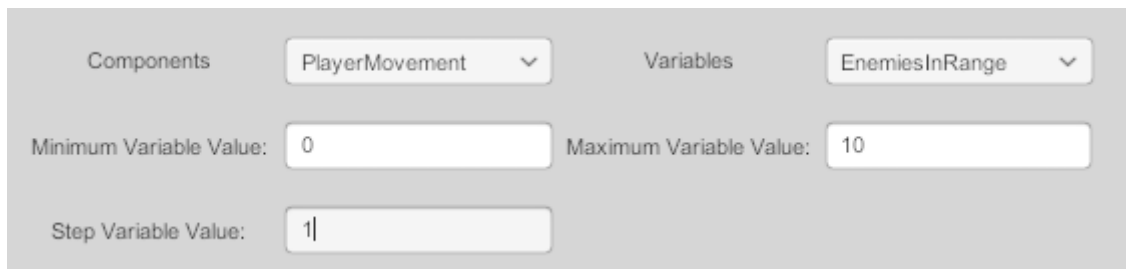 Components PlayerMovement Variables EnemiesInRange
Minimum Variable Value: 0 Maximum Variable Value: 10
Step Variable Value: 1